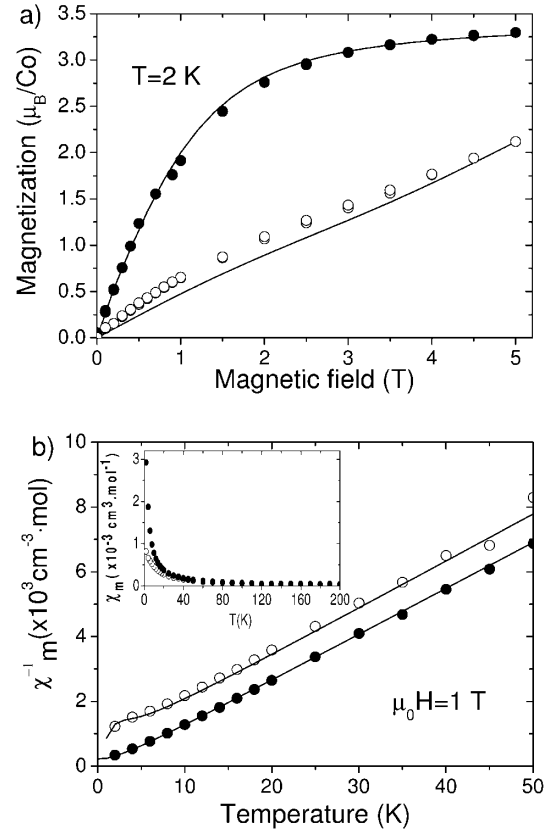 a)
3.5
3.0
2.5
2.0
1.5
1.0
0.5
0.0
Magnetization (μB/Co)
T=2 K
0 1 2 3 4 5
Magnetic field (T)
b)
10
8
6
4
2
0
χ⁻¹m(x10³cm⁻³·mol)
3
2
1
0
χm( x10⁻³ cm³.mol⁻¹)
0 40 80 120 160 200
T(K)
μ0H=1 T
0 10 20 30 40 50
Temperature (K)